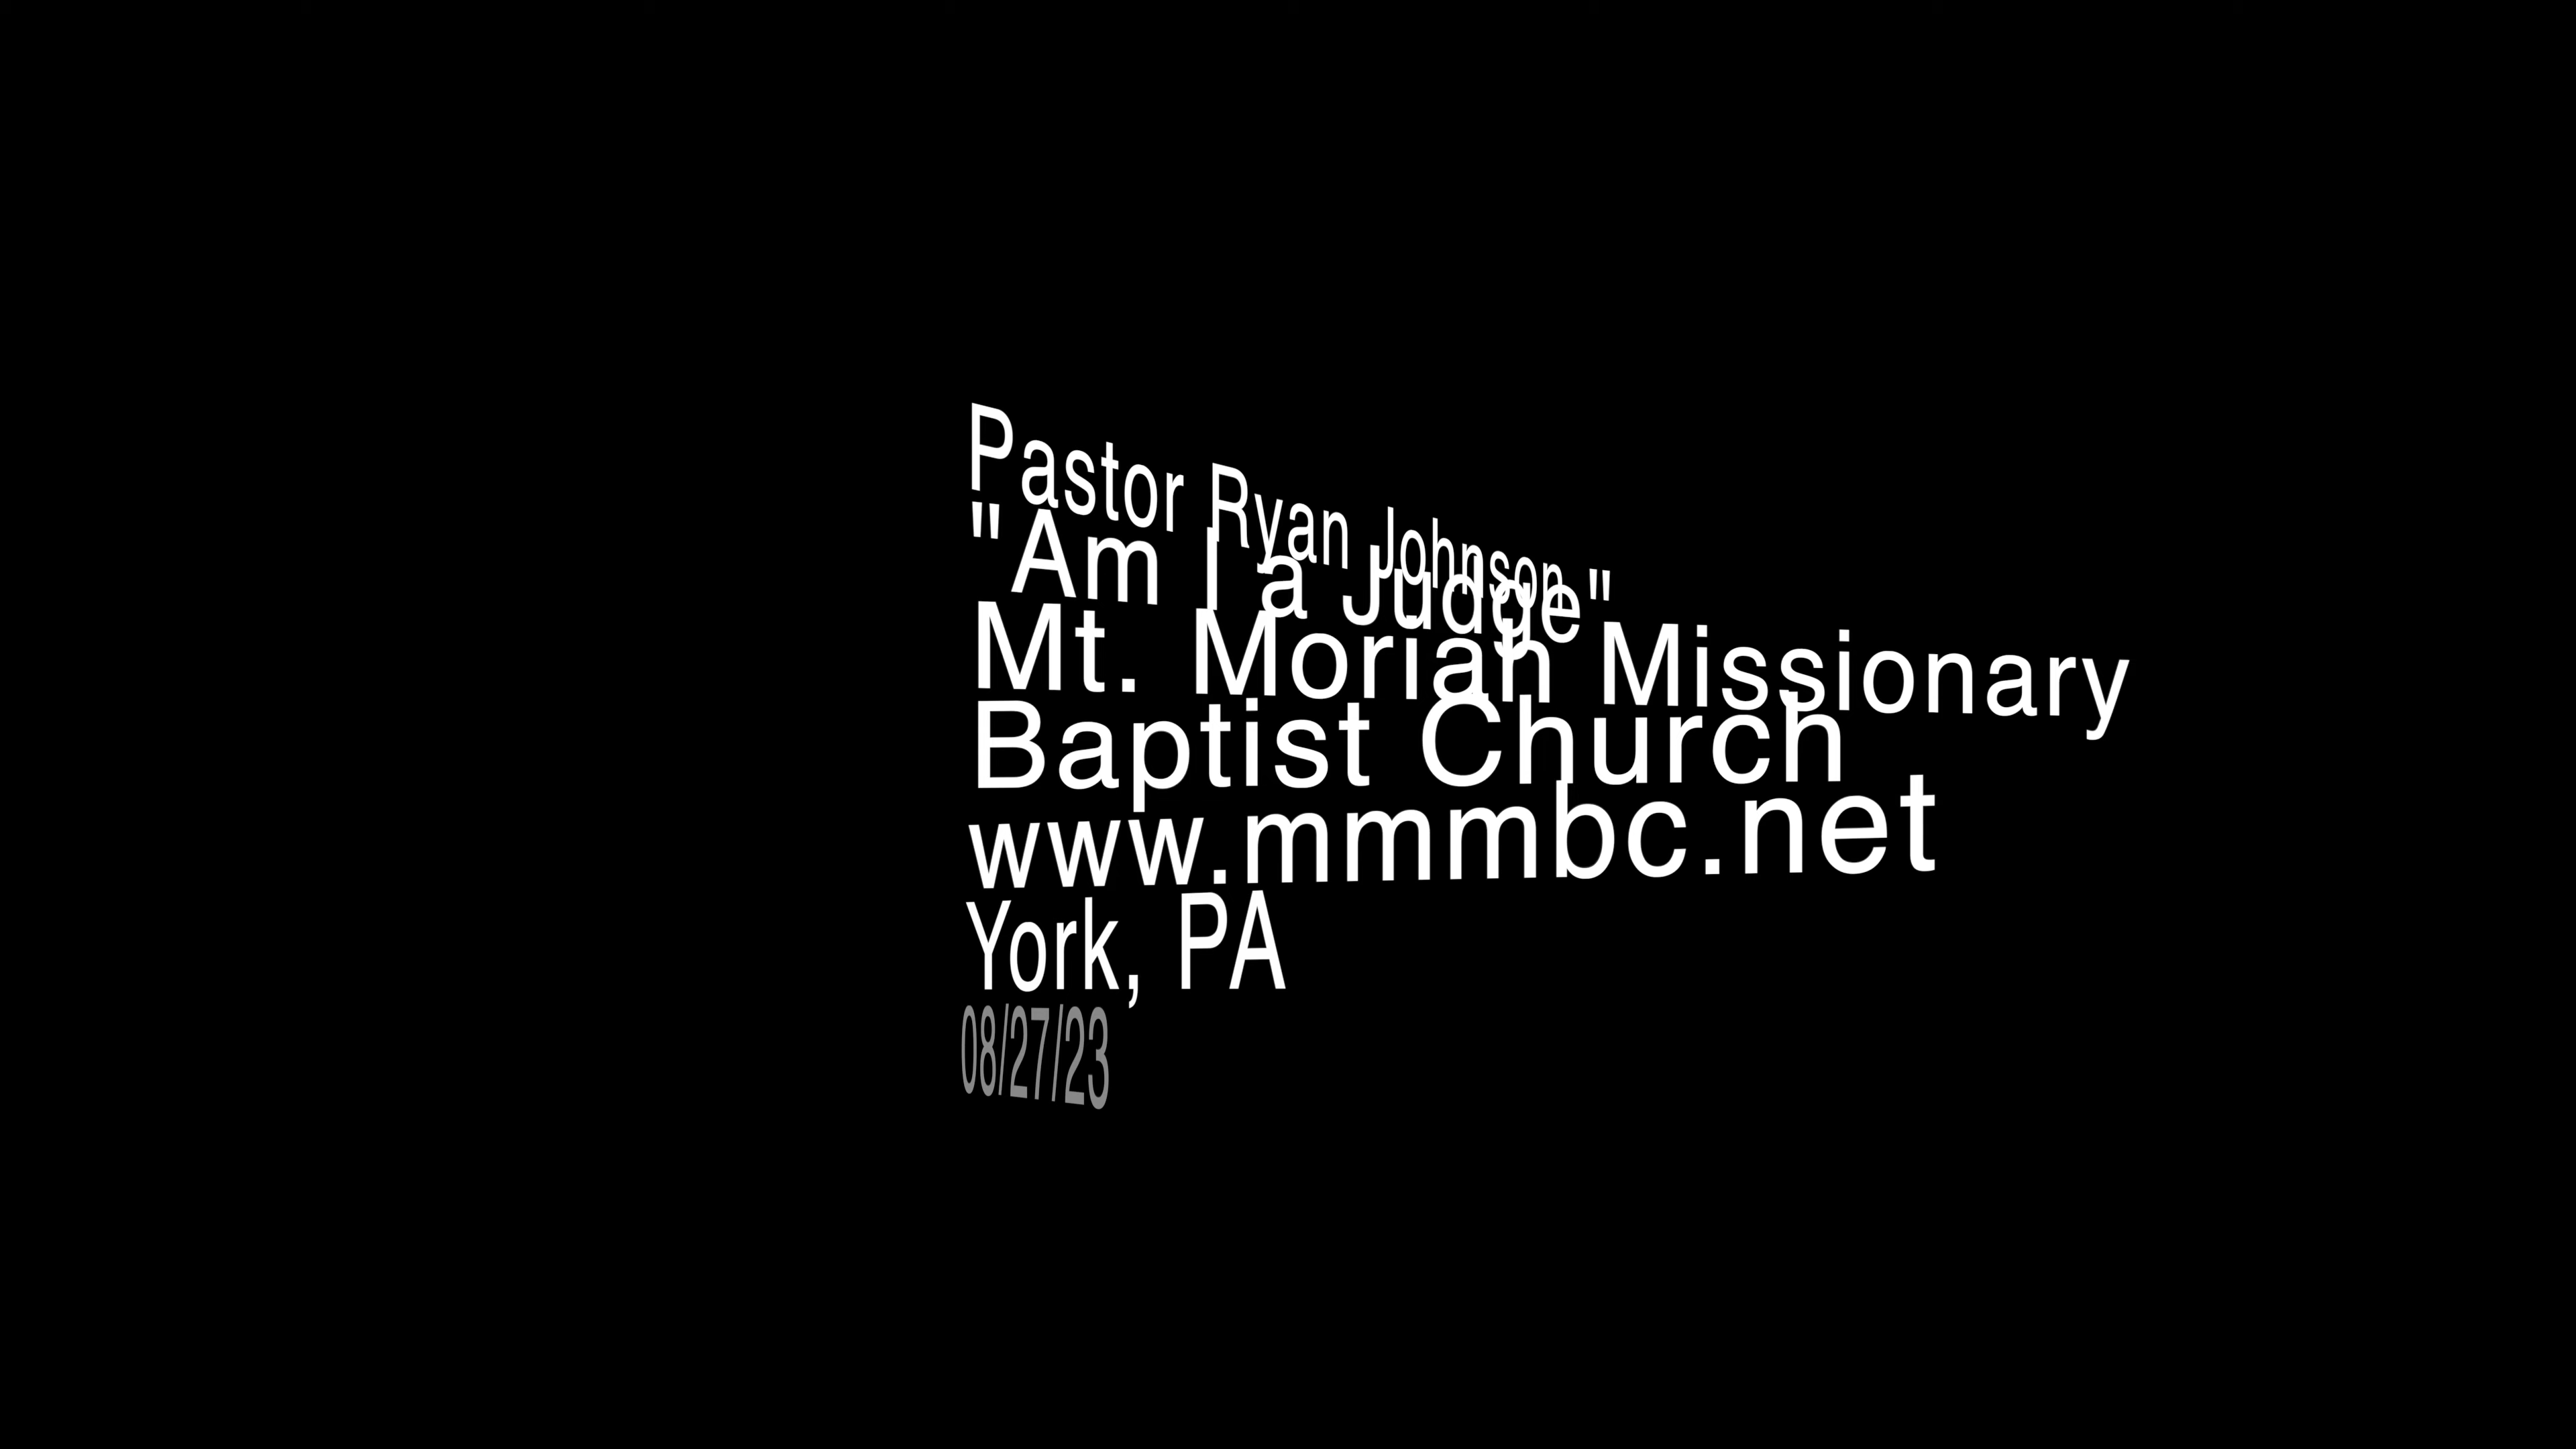 Pastor Ryan Johnson
"Am I a Judge"
Mt. Moriah Missionary
Baptist Church
www.mmmbc.net
York, PA
08/27/23